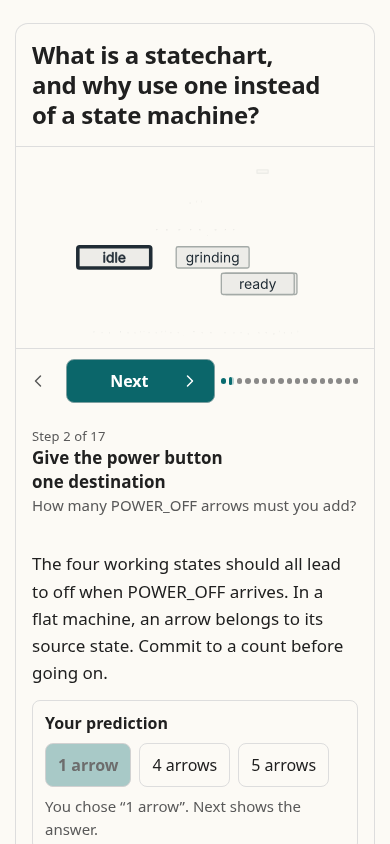 What is a statechart,
and why use one instead
of a state machine?
idle
grinding
ready
Next
Step 2 of 17
Give the power button
one destination
How many POWER_OFF arrows must you add?
The four working states should all lead
to off when POWER_OFF arrives. In a
flat machine, an arrow belongs to its
source state. Commit to a count before
going on.
Your prediction
1 arrow
4 arrows
5 arrows
You chose “1 arrow”. Next shows the
answer.